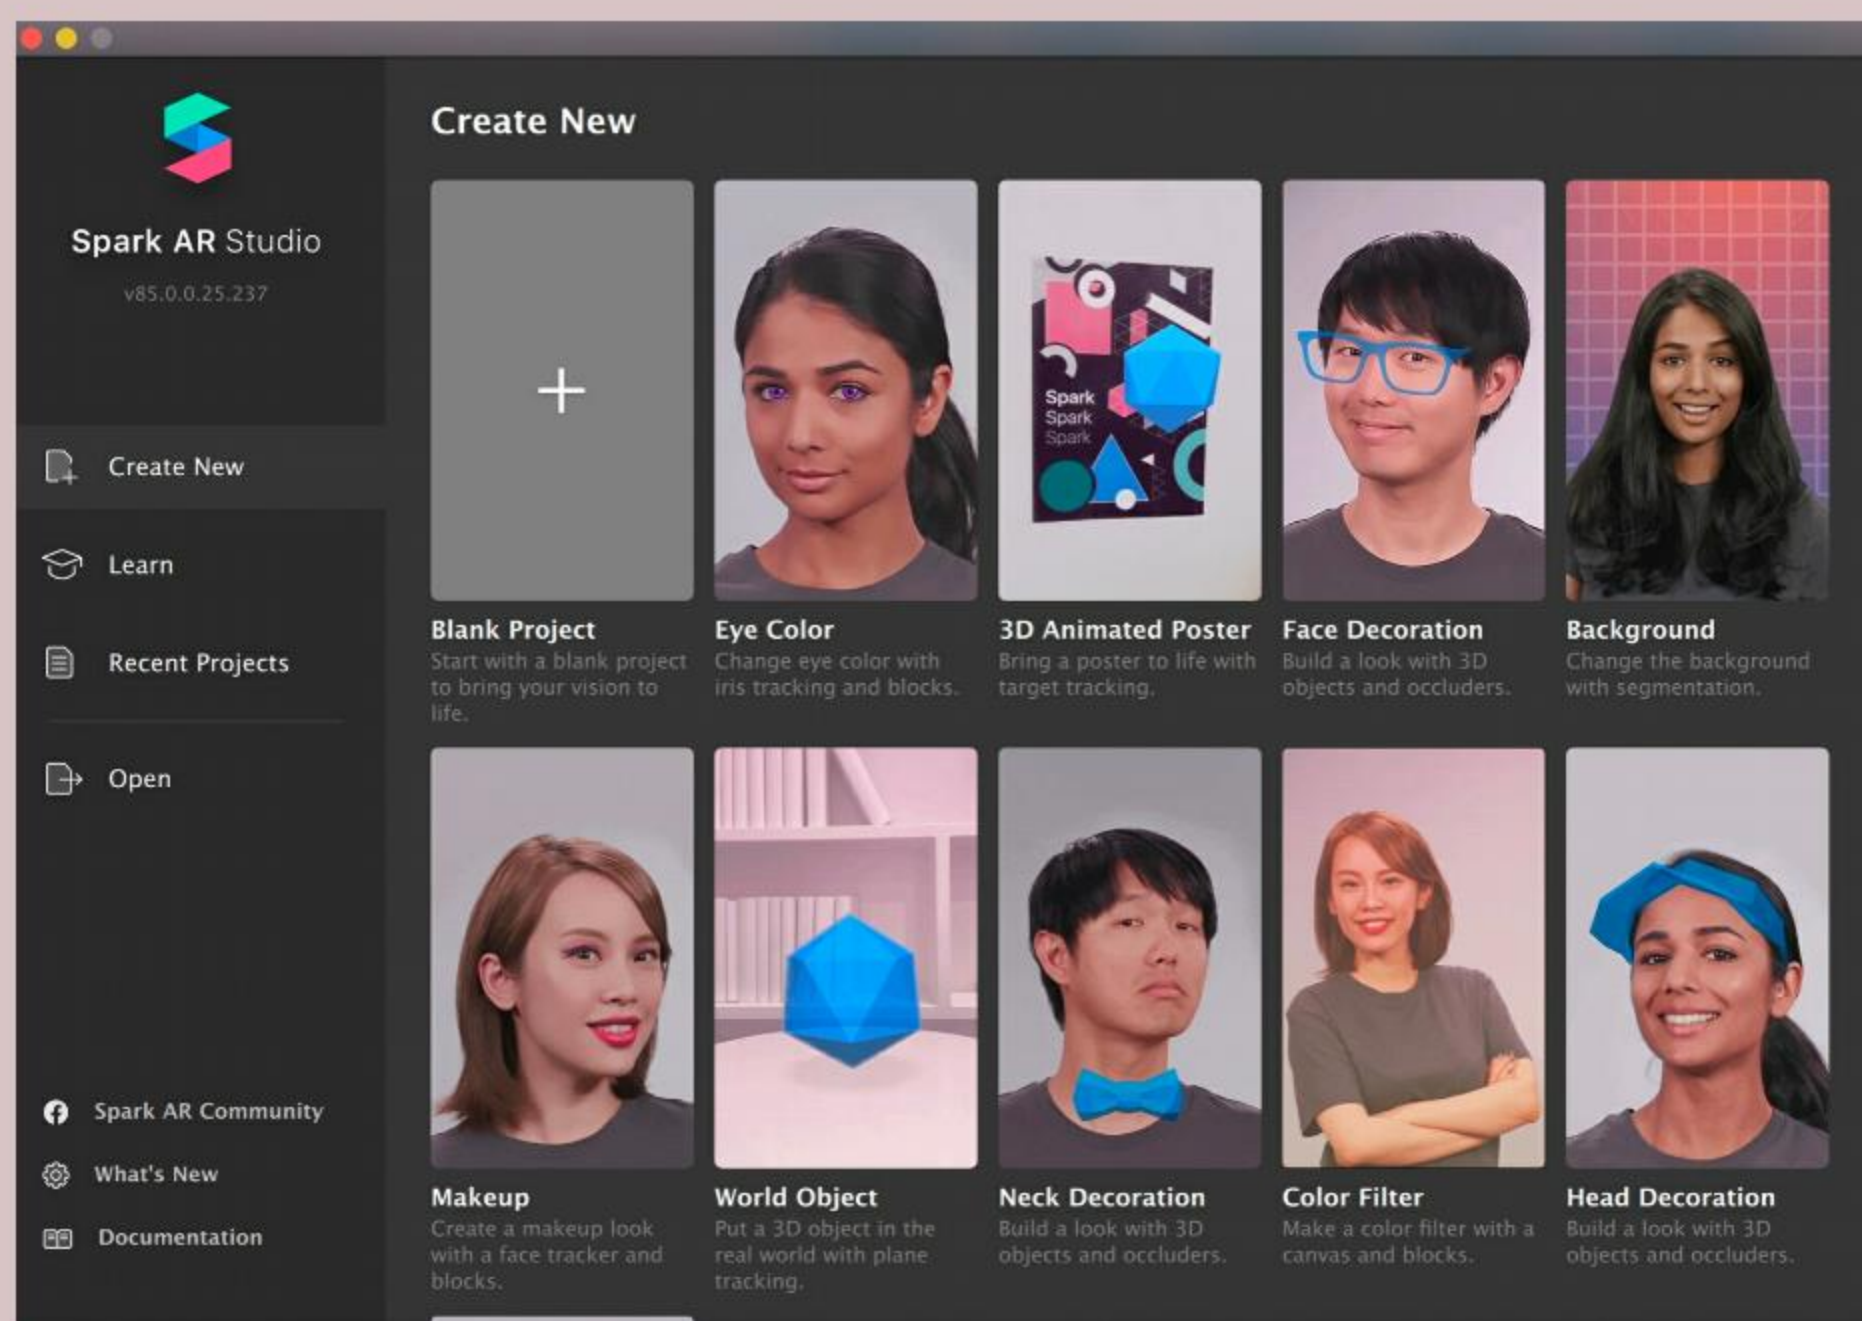 Spark AR Studio
v85.0.0.25.237
Create New
Learn
Recent Projects
Open
Spark AR Community
What's New
Documentation
Create New
Spark
Spark
Spark
Blank Project
Start with a blank project
to bring your vision to
life.
Eye Color
Change eye color with
iris tracking and blocks.
3D Animated Poster
Bring a poster to life with
target tracking.
Face Decoration
Build a look with 3D
objects and occluders.
Background
Change the background
with segmentation.
Makeup
Create a makeup look
with a face tracker and
blocks.
World Object
Put a 3D object in the
real world with plane
tracking.
Neck Decoration
Build a look with 3D
objects and occluders.
Color Filter
Make a color filter with a
canvas and blocks.
Head Decoration
Build a look with 3D
objects and occluders.